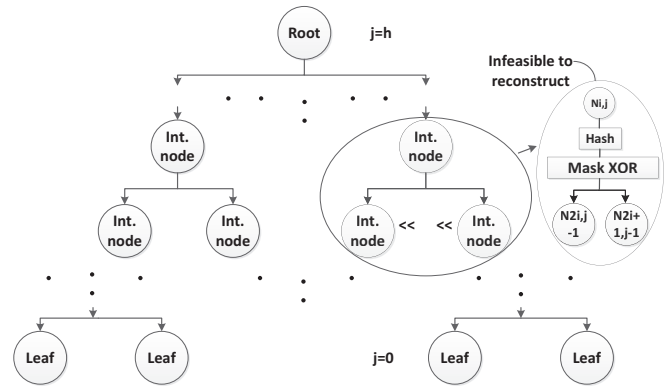 Root
j=h
Infeasible to
reconstruct
Ni,j
Hash
Mask XOR
N2i,j
-1
N2i+
1,j-1
Int.
node
Int.
node
Int.
node
Int.
node
Int.
node
<<
<<
Int.
node
Leaf
Leaf
j=0
Leaf
Leaf